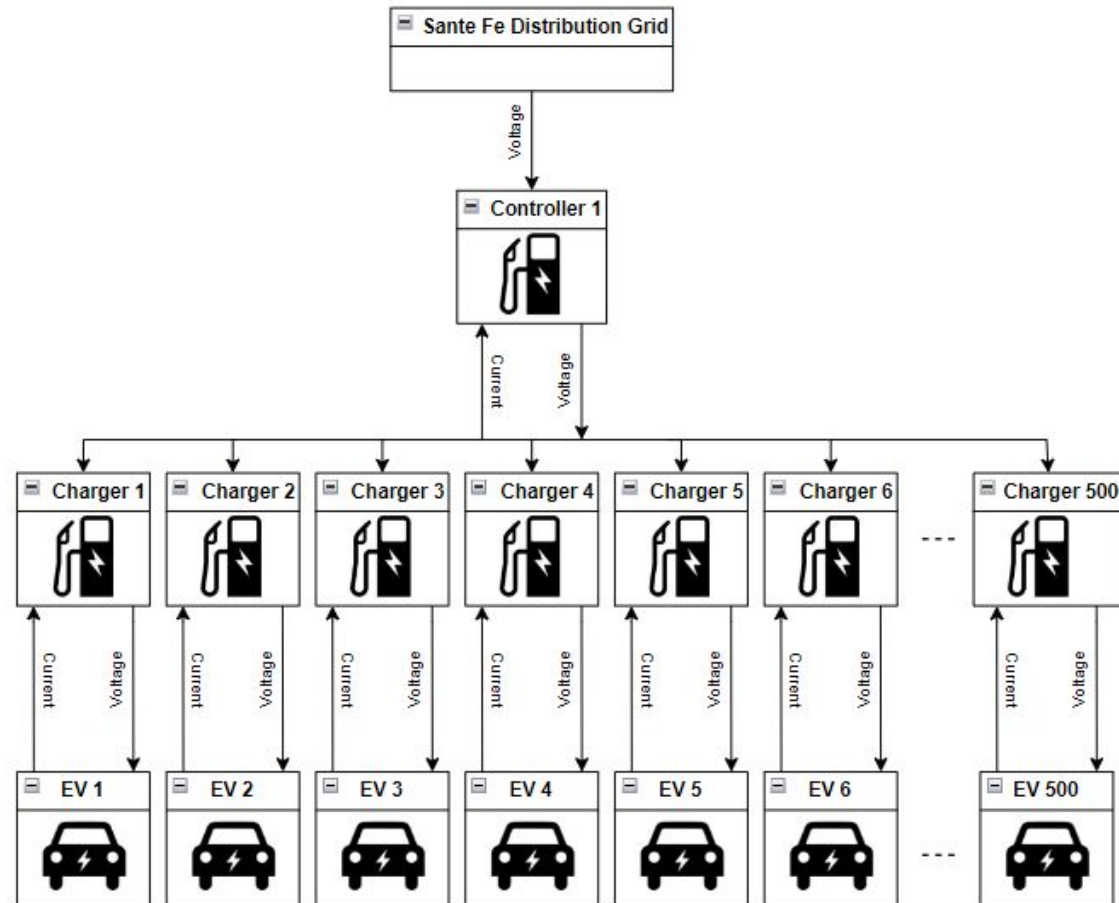 Sante Fe Distribution Grid
Voltage
Controller 1
Current
Voltage
Charger 1
Charger 2
Charger 3
Charger 4
Charger 5
Charger 6
Charger 500
Current
Voltage
Current
Voltage
Current
Voltage
Current
Voltage
Current
Voltage
Current
Voltage
Current
Voltage
EV 1
EV 2
EV 3
EV 4
EV 5
EV 6
EV 500